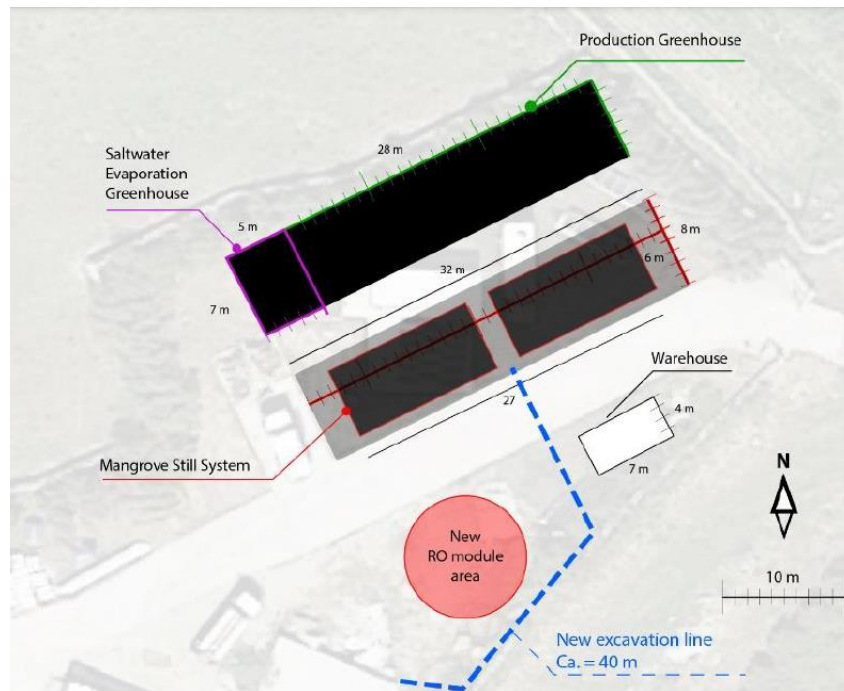 Production Greenhouse
28 m
Saltwater
Evaporation
Greenhouse
5 m
7 m
8 m
32 m
6 m
Warehouse
4 m
7 m
27
Mangrove Still System
N
New
RO module
area
10 m
New excavation line
Ca. = 40 m